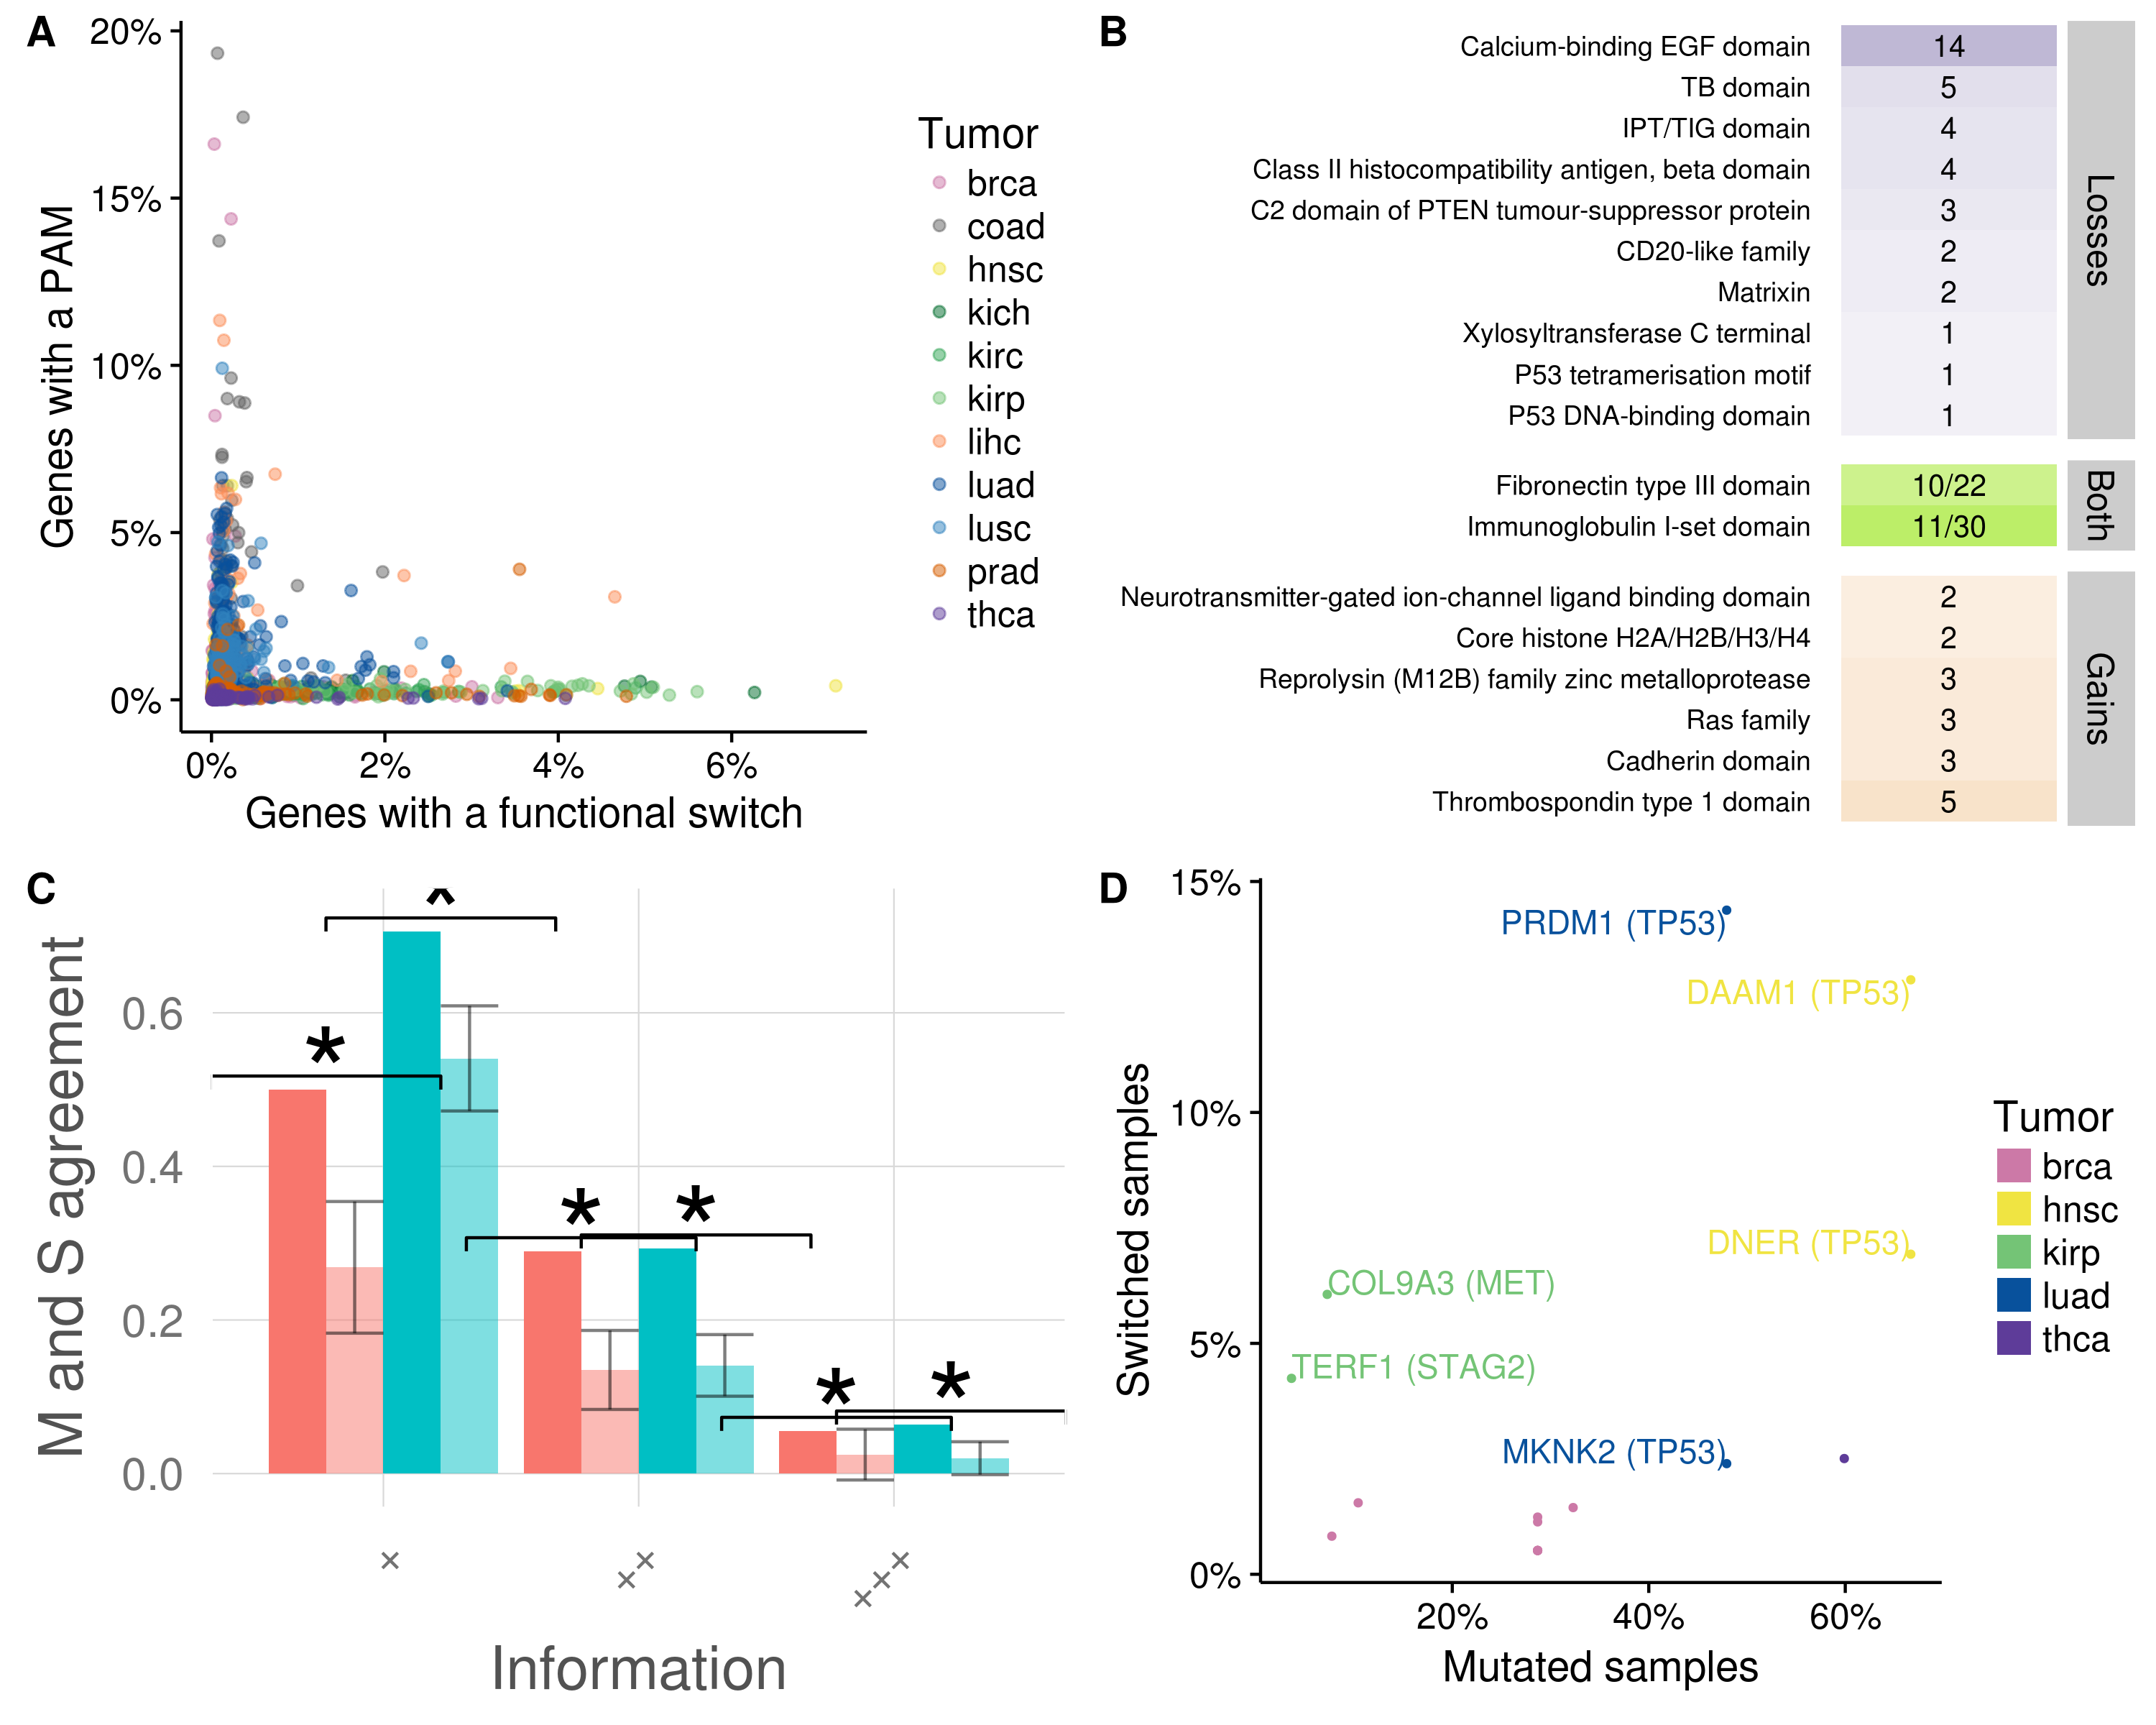 A
20%
15%
10%
5%
0%
Genes with a PAM
0%
2%
4%
6%
Genes with a functional switch
Tumor
brca
coad
hnsc
kich
kirc
kirp
lihc
luad
lusc
prad
thca
B
Calcium-binding EGF domain 14
TB domain 5
IPT/TIG domain 4
Class II histocompatibility antigen, beta domain 4
C2 domain of PTEN tumour-suppressor protein 3
CD20-like family 2
Matrixin 2
Xylosyltransferase C terminal 1
P53 tetramerisation motif 1
P53 DNA-binding domain 1
Losses
Fibronectin type III domain 10/22
Immunoglobulin I-set domain 11/30
Both
Neurotransmitter-gated ion-channel ligand binding domain 2
Core histone H2A/H2B/H3/H4 2
Reprolysin (M12B) family zinc metalloprotease 3
Ras family 3
Cadherin domain 3
Thrombospondin type 1 domain 5
Gains
C
M and S agreement
0.6
0.4
0.2
0.0
*
*
*
*
*
*
+
++
+++
Information
D
15%
10%
5%
0%
Switched samples
PRDM1 (TP53)
DAAM1 (TP53)
DNER (TP53)
COL9A3 (MET)
TERF1 (STAG2)
MKNK2 (TP53)
20%
40%
60%
Mutated samples
Tumor
brca
hnsc
kirp
luad
thca